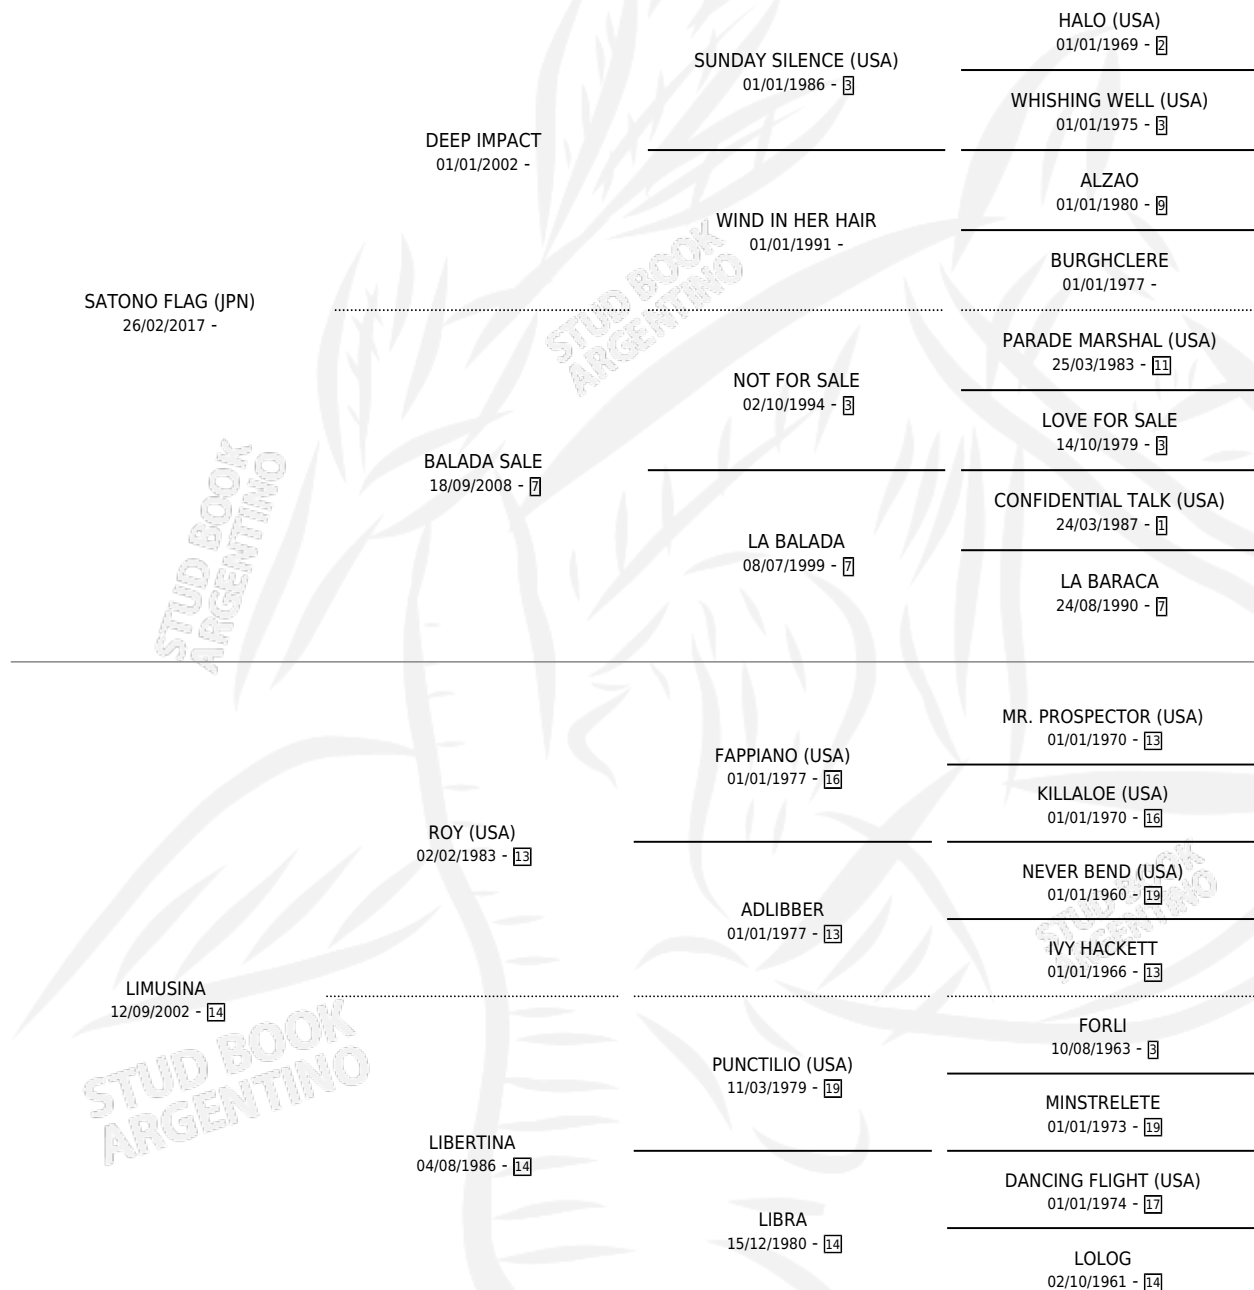 HALO (USA)
01/01/1969 - 2
SUNDAY SILENCE (USA)
01/01/1986 - 3
WHISHING WELL (USA)
01/01/1975 - 3
DEEP IMPACT
01/01/2002 -
ALZAO
01/01/1980 - 9
WIND IN HER HAIR
01/01/1991 -
BURGHCLERE
01/01/1977 -
SATONO FLAG (JPN)
26/02/2017 -
STUD BOOK
ARGENTINO
PARADE MARSHAL (USA)
25/03/1983 - 11
NOT FOR SALE
02/10/1994 - 3
LOVE FOR SALE
14/10/1979 - 3
BALADA SALE
18/09/2008 - 7
CONFIDENTIAL TALK (USA)
24/03/1987 - 1
LA BALADA
08/07/1999 - 7
LA BARACA
24/08/1990 - 7
STUD BOOK
ARGENTINO
MR. PROSPECTOR (USA)
01/01/1970 - 13
FAPPIANO (USA)
01/01/1977 - 16
KILLALOE (USA)
01/01/1970 - 16
ROY (USA)
02/02/1983 - 13
NEVER BEND (USA)
01/01/1960 - 19
STUD BOOK
ARGENTINO
ADLIBBER
01/01/1977 - 13
IVY HACKETT
01/01/1966 - 13
LIMUSINA
12/09/2002 - 14
STUD BOOK
ARGENTINO
FORLI
10/08/1963 - 3
PUNCTILIO (USA)
11/03/1979 - 19
MINSTRELETE
01/01/1973 - 19
LIBERTINA
04/08/1986 - 14
DANCING FLIGHT (USA)
01/01/1974 - 17
LIBRA
15/12/1980 - 14
LOLOG
02/10/1961 - 14